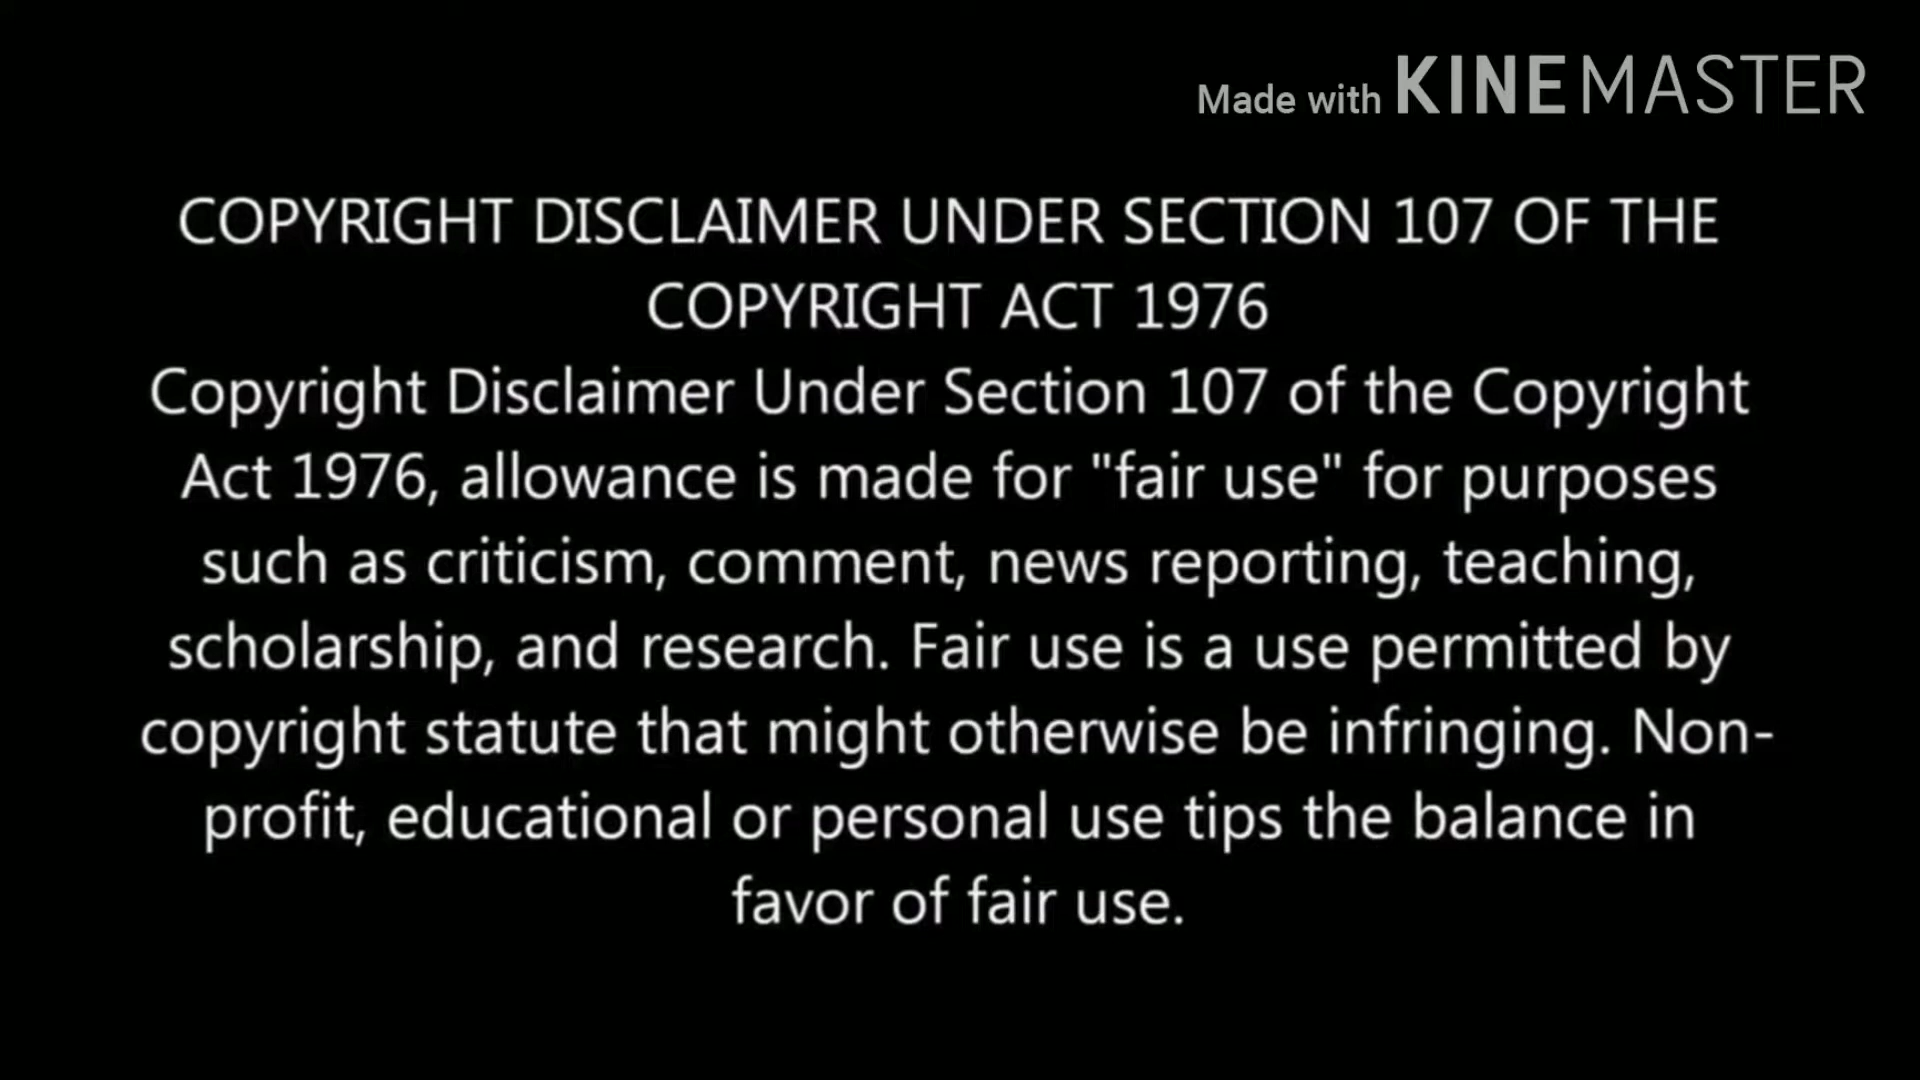 Made with KINEMASTER
COPYRIGHT DISCLAIMER UNDER SECTION 107 OF THE
COPYRIGHT ACT 1976
Copyright Disclaimer Under Section 107 of the Copyright
Act 1976, allowance is made for "fair use" for purposes
such as criticism, comment, news reporting, teaching,
scholarship, and research. Fair use is a use permitted by
copyright statute that might otherwise be infringing. Non-
profit, educational or personal use tips the balance in
favor of fair use.